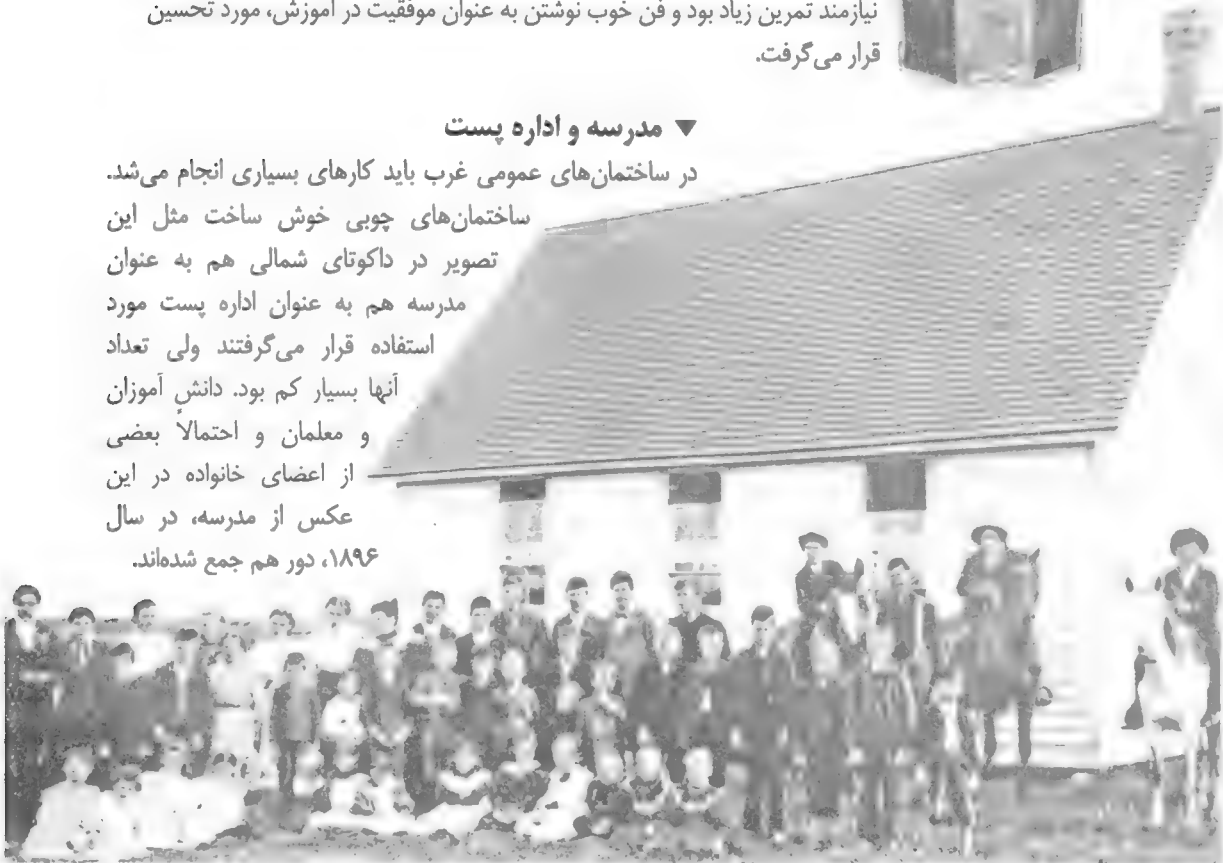 نیازمند تمرین زیاد بود و فن خوب نوشتن به عنوان موفقیت در آموزش، مورد تحسین
قرار می‌گرفت.
▼ مدرسه و اداره پست
در ساختمان‌های عمومی غرب باید کارهای بسیاری انجام می‌شد.
ساختمان‌های چوبی خوش ساخت مثل این
تصویر در داکوتای شمالی هم به عنوان
مدرسه هم به عنوان اداره پست مورد
استفاده قرار می‌گرفتند ولی تعداد
آنها بسیار کم بود. دانش آموزان
و معلمان و احتمالاً بعضی
از اعضای خانواده در این
عکس از مدرسه، در سال
۱۸۹۶، دور هم جمع شده‌اند.